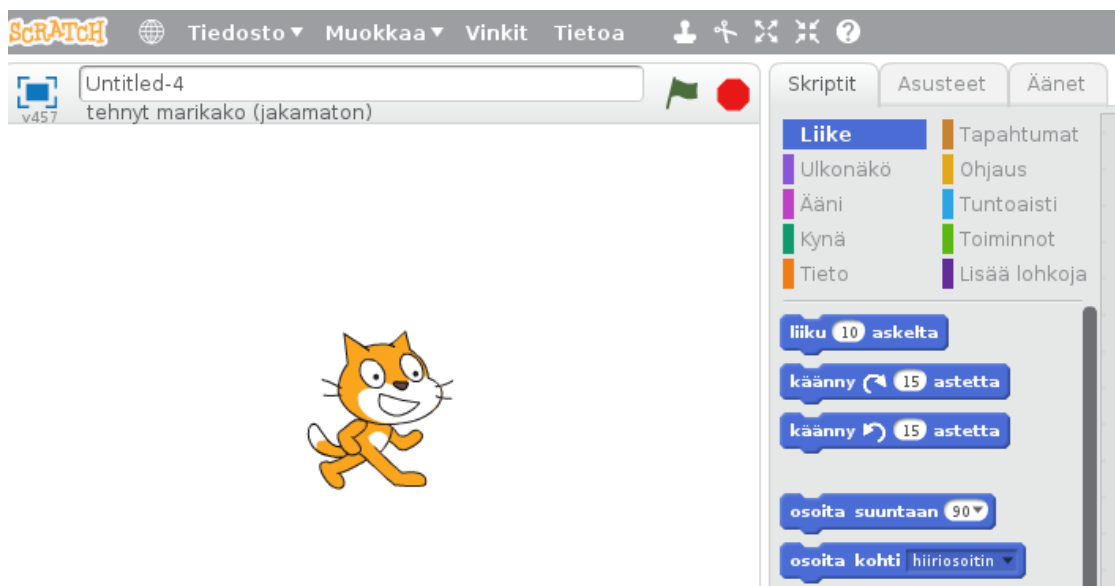 SCRATCH Tiedosto▼ Muokkaa▼ Vinkit Tietoa ?
Untitled-4
tehnyt marikako (jakamaton)
v457
Skriptit Asusteet Äänet
Liike Tapahtumat
Ulkonäkö Ohjaus
Ääni Tuntoaisti
Kynä Toiminnot
Tieto Lisää lohkoja
liiku 10 askelta
käänny 15 astetta
käänny 15 astetta
osoita suuntaan 90▼
osoita kohti hiiriosoitin ▼